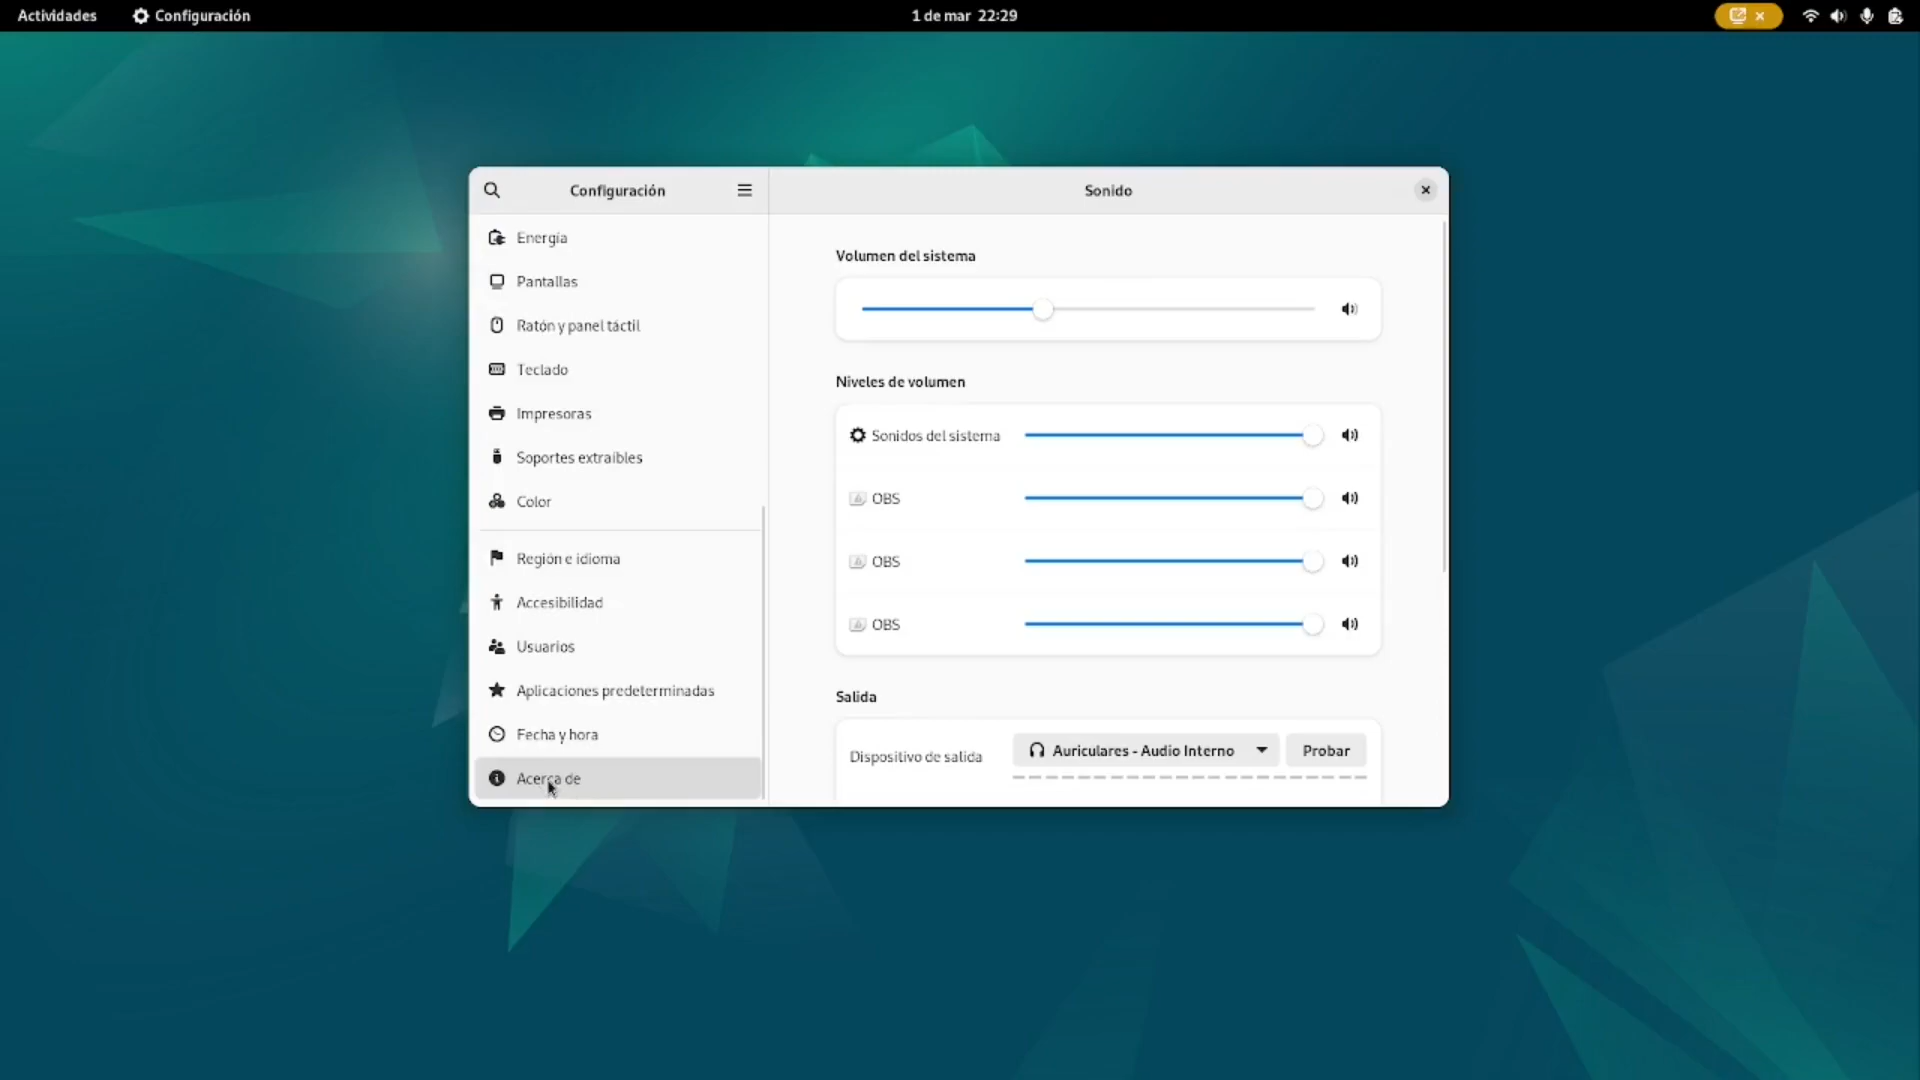 Actividades
Configuración
1 de mar 22:29
Configuración
Sonido
Energía
Pantallas
Ratón y panel táctil
Teclado
Impresoras
Soportes extraíbles
Color
Región e idioma
Accesibilidad
Usuarios
Aplicaciones predeterminadas
Fecha y hora
Acerca de
Volumen del sistema
Niveles de volumen
Sonidos del sistema
OBS
OBS
OBS
Salida
Dispositivo de salida
Auriculares - Audio Interno
Probar